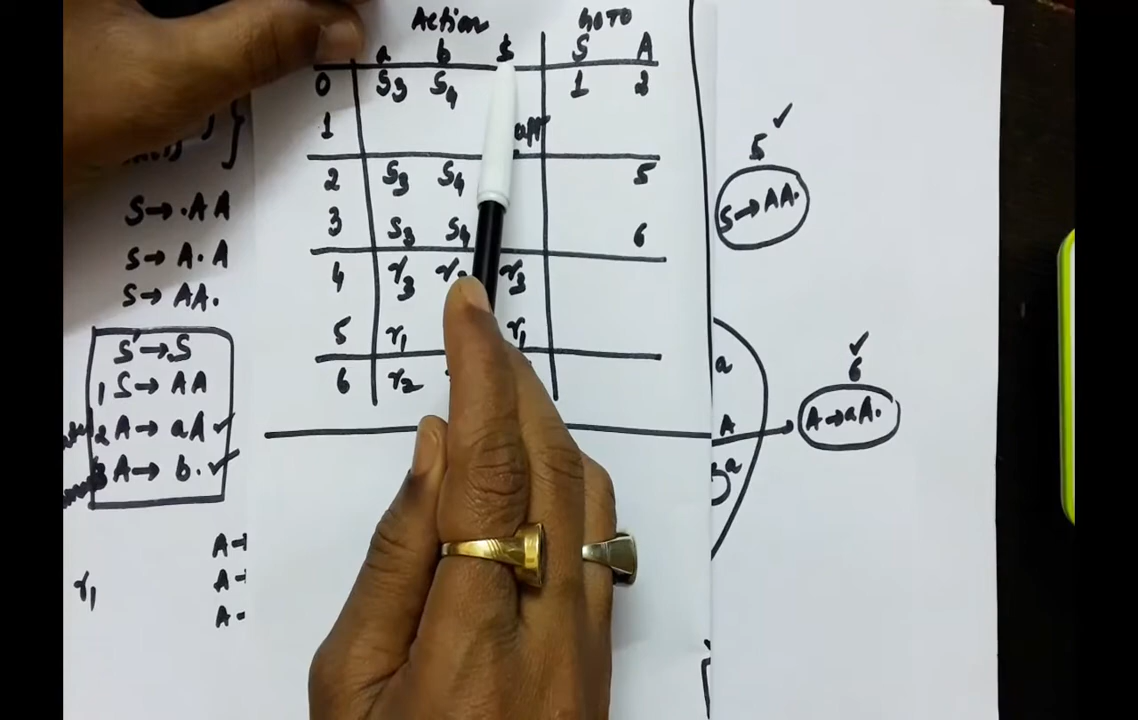 Action GOTO
a b $ S A
0 S3 S4 1 2
1
2 S3 S4 5
3 S3 S4 6
4 r3 r3
5 r1 r1
6 r2
S → .AA
S → A.A
S → AA.
S' → S
1 S → AA
2 A → aA ✓
3 A → b. ✓
A →
A
A
r1
✓
5
S → AA.
✓
6
A → aA.
a
A
a